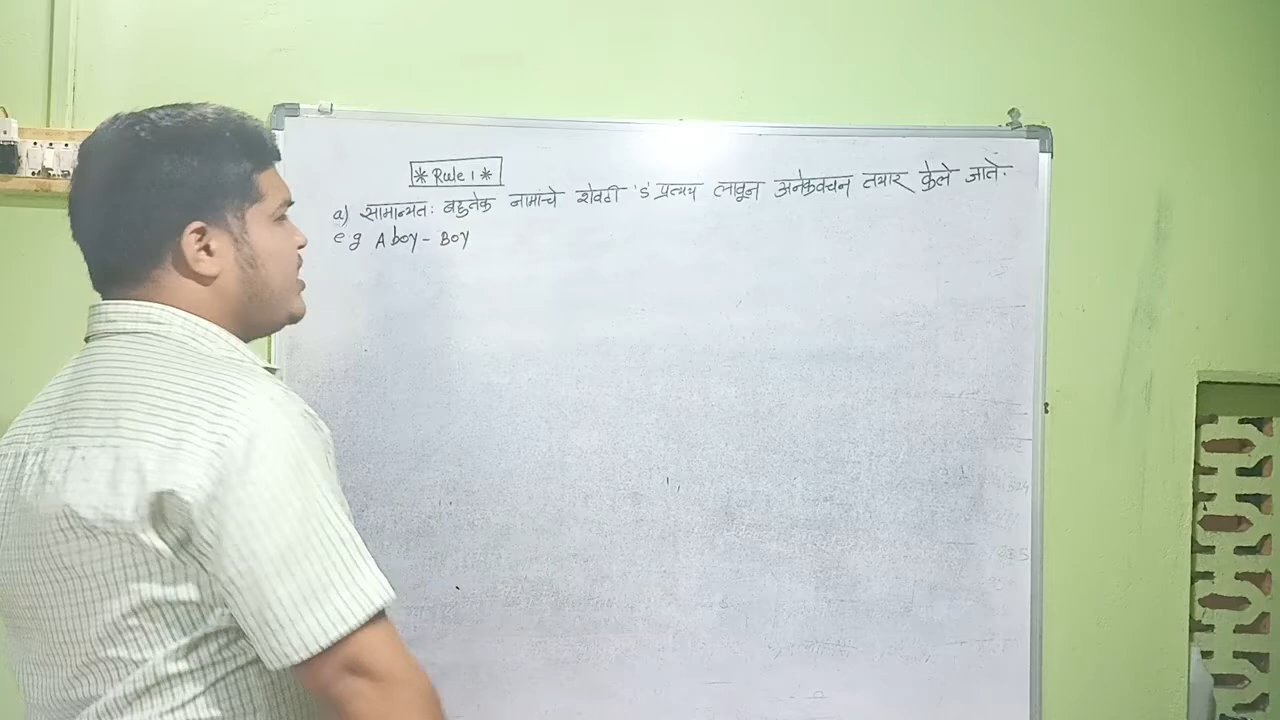 * Rule 1 *
a) सामान्यतः बहुतेक नामांचे शेवटी 's' प्रत्यय लावून अनेकवचन तयार केले जाते.
e.g A boy - Boy